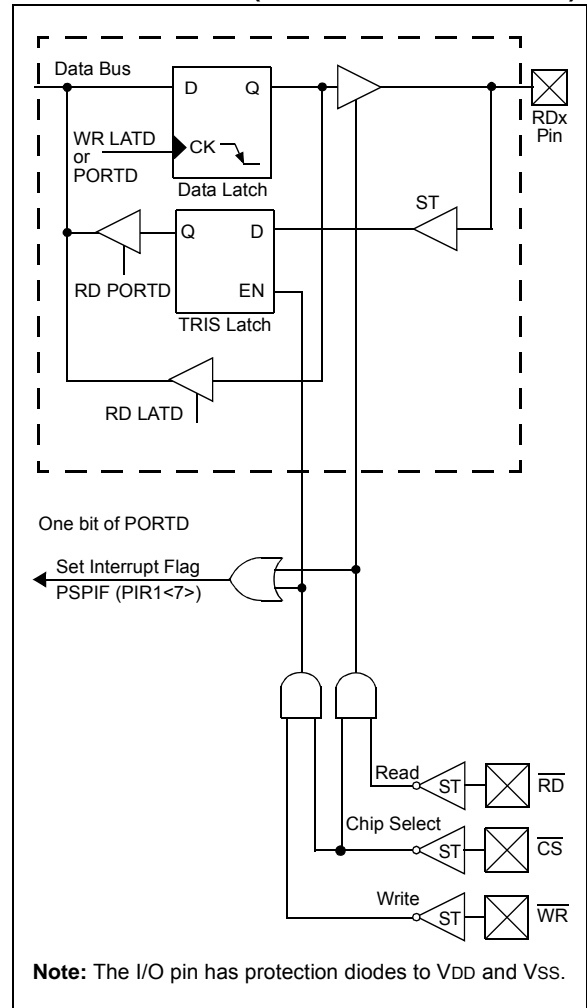 Data Bus
D Q
RDx
Pin
WR LATD
or
PORTD
CK
Data Latch
ST
Q D
RD PORTD
EN
TRIS Latch
RD LATD
One bit of PORTD
Set Interrupt Flag
PSPIF (PIR1<7>)
Read
ST
RD
Chip Select
ST
CS
Write
ST
WR
Note: The I/O pin has protection diodes to VDD and VSS.